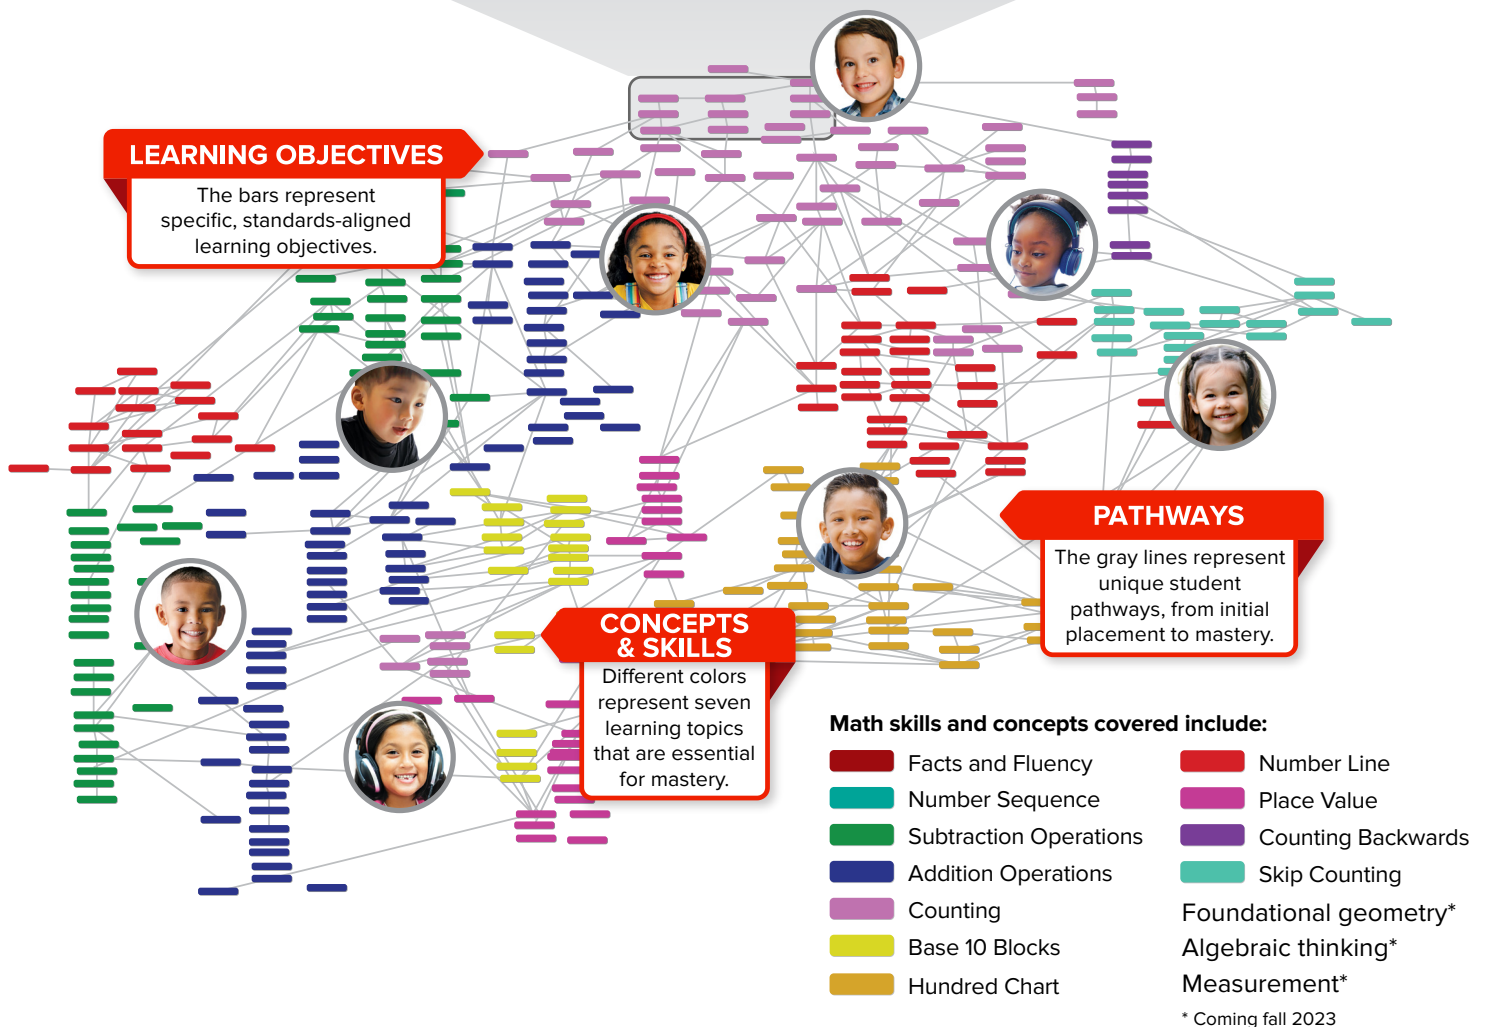 LEARNING OBJECTIVES
The bars represent
specific, standards-aligned
learning objectives.
PATHWAYS
The gray lines represent
unique student
pathways, from initial
placement to mastery.
CONCEPTS
& SKILLS
Different colors
represent seven
learning topics
that are essential
for mastery.
Math skills and concepts covered include:
Facts and Fluency
Number Sequence
Subtraction Operations
Addition Operations
Counting
Base 10 Blocks
Hundred Chart
Number Line
Place Value
Counting Backwards
Skip Counting
Foundational geometry*
Algebraic thinking*
Measurement*
* Coming fall 2023